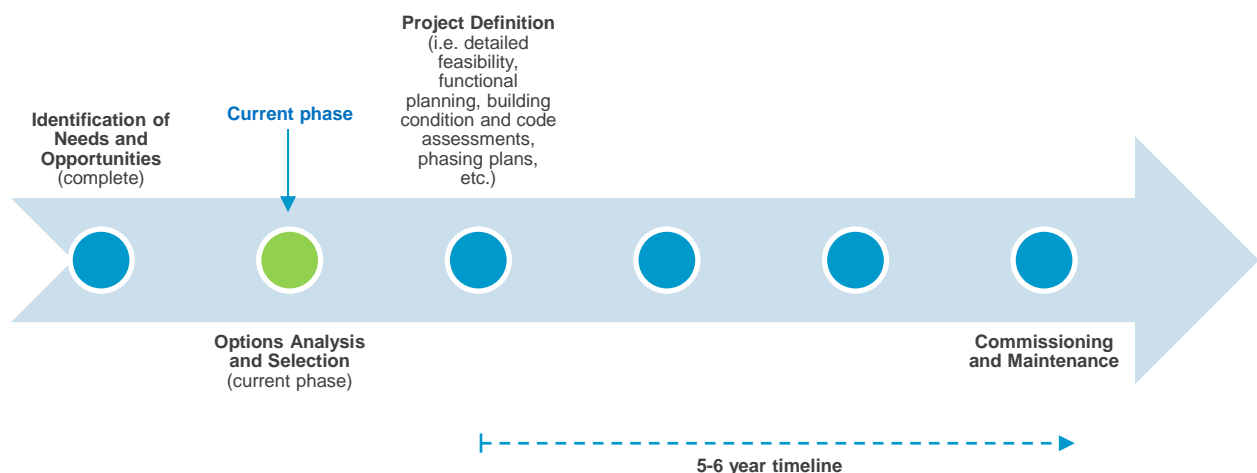 Identification of
Needs and
Opportunities
(complete)
Current phase
Project Definition
(i.e. detailed
feasibility,
functional
planning, building
condition and code
assessments,
phasing plans,
etc.)
Options Analysis
and Selection
(current phase)
Commissioning
and Maintenance
5-6 year timeline